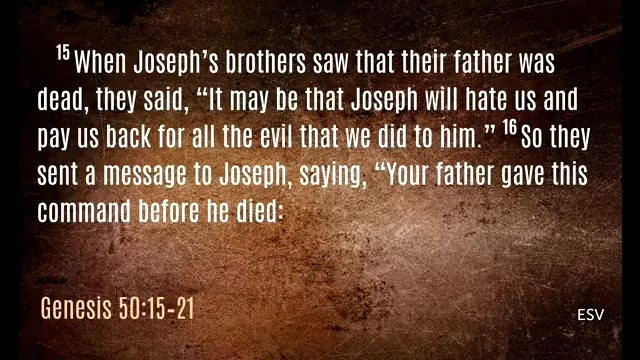 15 When Joseph’s brothers saw that their father was
dead, they said, “It may be that Joseph will hate us and
pay us back for all the evil that we did to him.” 16 So they
sent a message to Joseph, saying, “Your father gave this
command before he died:
Genesis 50:15-21
ESV